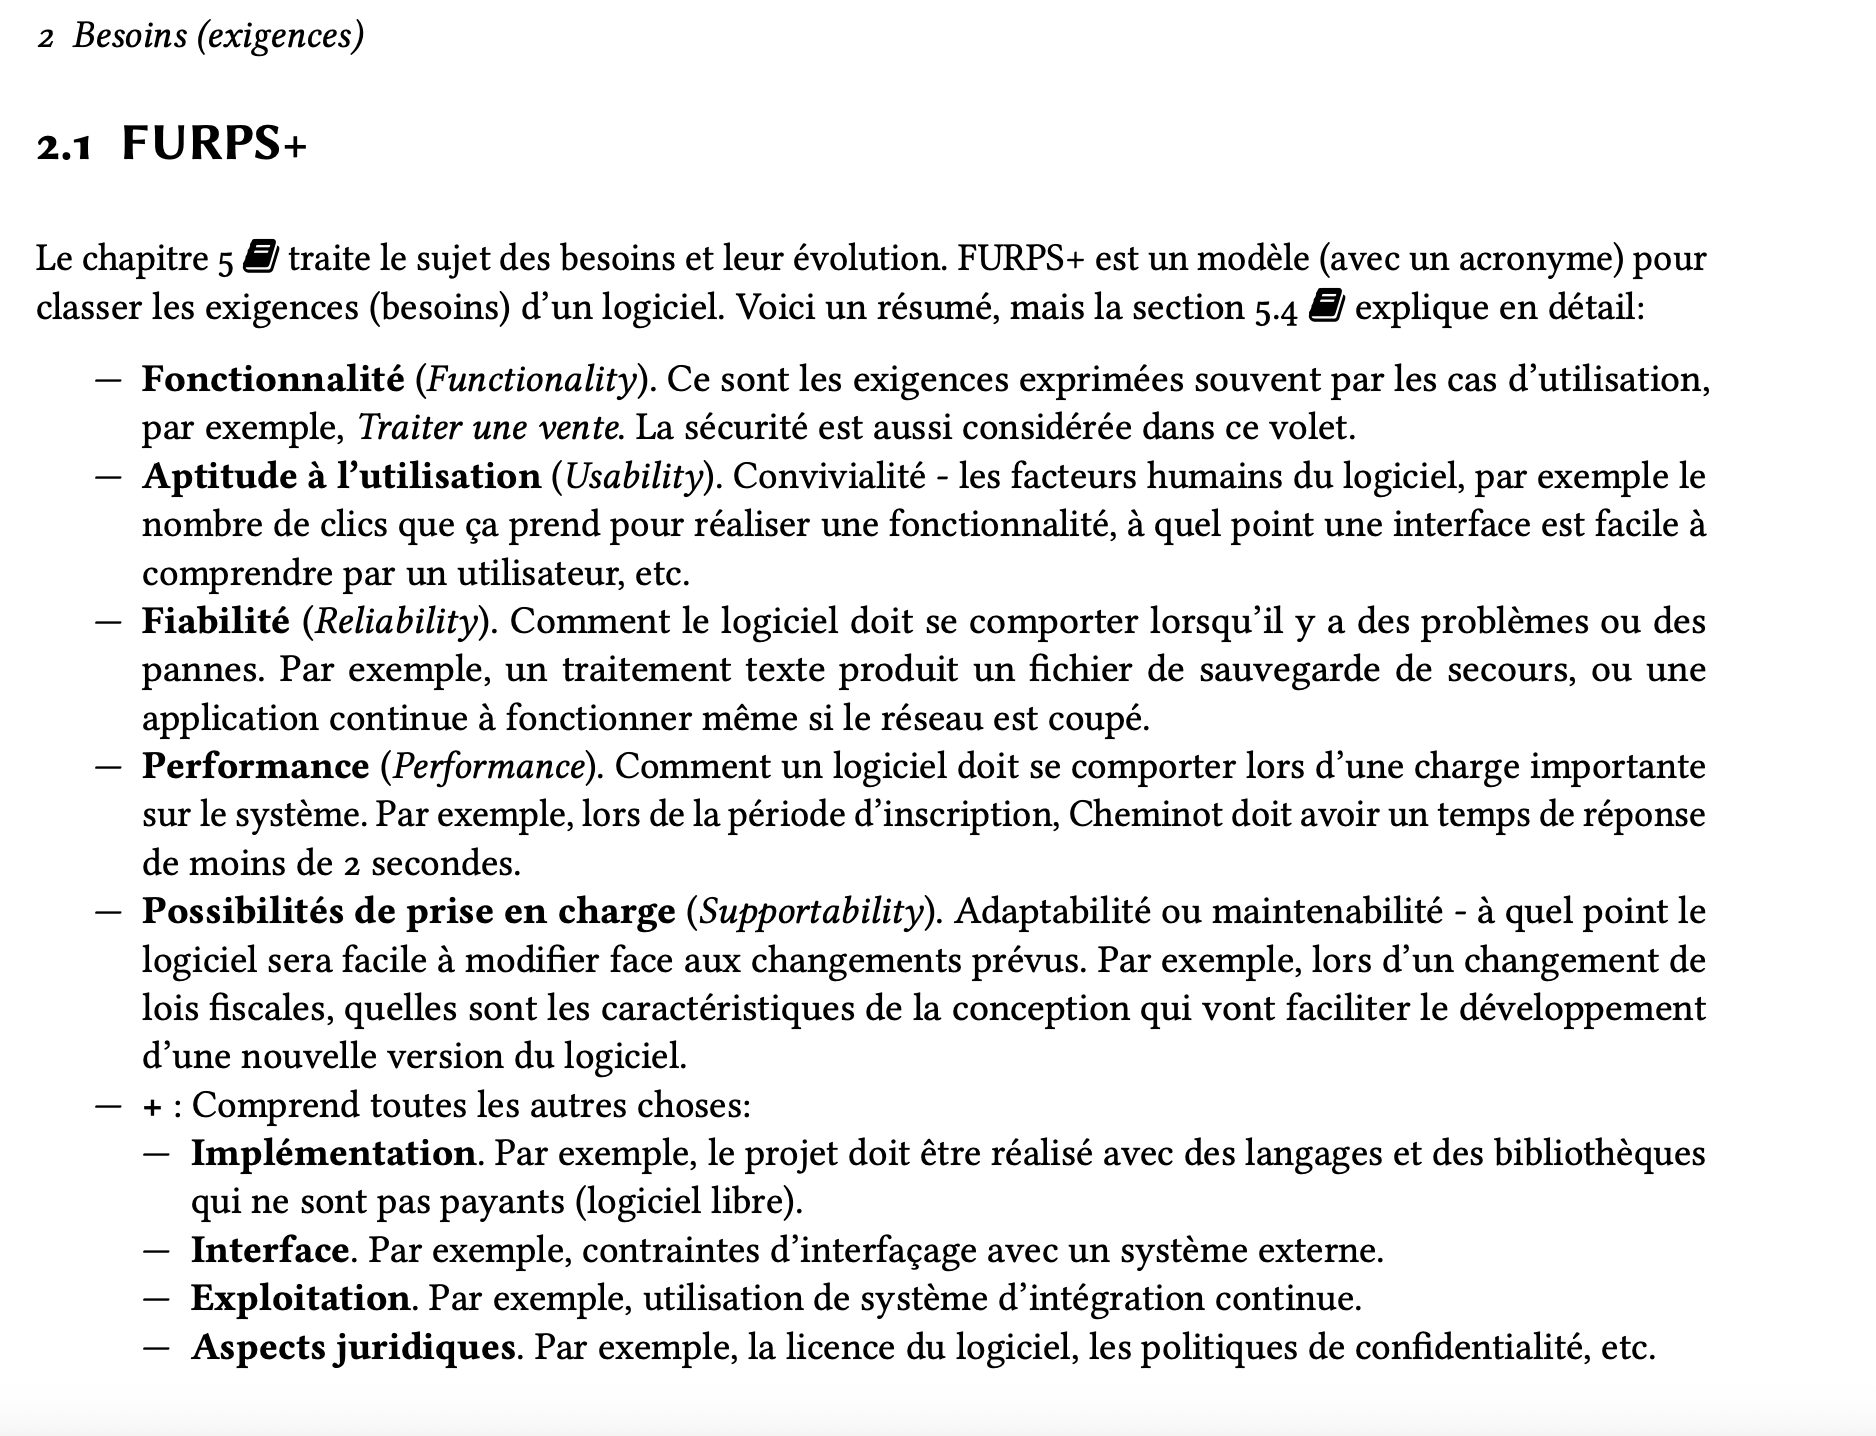 2 Besoins (exigences)
2.1 FURPS+
Le chapitre 5 traite le sujet des besoins et leur évolution. FURPS+ est un modèle (avec un acronyme) pour
classer les exigences (besoins) d’un logiciel. Voici un résumé, mais la section 5.4 explique en détail:
— Fonctionnalité (Functionality). Ce sont les exigences exprimées souvent par les cas d’utilisation,
par exemple, Traiter une vente. La sécurité est aussi considérée dans ce volet.
— Aptitude à l’utilisation (Usability). Convivialité - les facteurs humains du logiciel, par exemple le
nombre de clics que ça prend pour réaliser une fonctionnalité, à quel point une interface est facile à
comprendre par un utilisateur, etc.
— Fiabilité (Reliability). Comment le logiciel doit se comporter lorsqu’il y a des problèmes ou des
pannes. Par exemple, un traitement texte produit un fichier de sauvegarde de secours, ou une
application continue à fonctionner même si le réseau est coupé.
— Performance (Performance). Comment un logiciel doit se comporter lors d’une charge importante
sur le système. Par exemple, lors de la période d’inscription, Cheminot doit avoir un temps de réponse
de moins de 2 secondes.
— Possibilités de prise en charge (Supportability). Adaptabilité ou maintenabilité - à quel point le
logiciel sera facile à modifier face aux changements prévus. Par exemple, lors d’un changement de
lois fiscales, quelles sont les caractéristiques de la conception qui vont faciliter le développement
d’une nouvelle version du logiciel.
— + : Comprend toutes les autres choses:
— Implémentation. Par exemple, le projet doit être réalisé avec des langages et des bibliothèques
qui ne sont pas payants (logiciel libre).
— Interface. Par exemple, contraintes d’interfaçage avec un système externe.
— Exploitation. Par exemple, utilisation de système d’intégration continue.
— Aspects juridiques. Par exemple, la licence du logiciel, les politiques de confidentialité, etc.